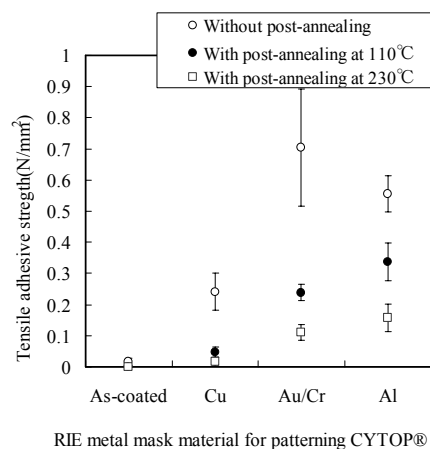 Without post-annealing
With post-annealing at 110℃
With post-annealing at 230℃
Tensile adhesive stregth(N/mm²)
1
0.9
0.8
0.7
0.6
0.5
0.4
0.3
0.2
0.1
0
As-coated Cu Au/Cr Al
RIE metal mask material for patterning CYTOP®